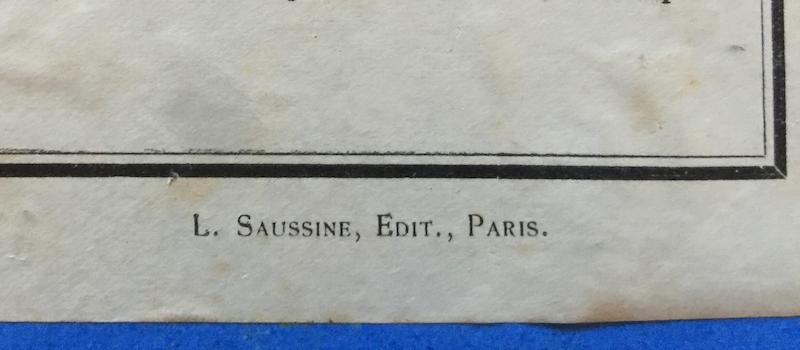 L. SAUSSINE, EDIT., PARIS.